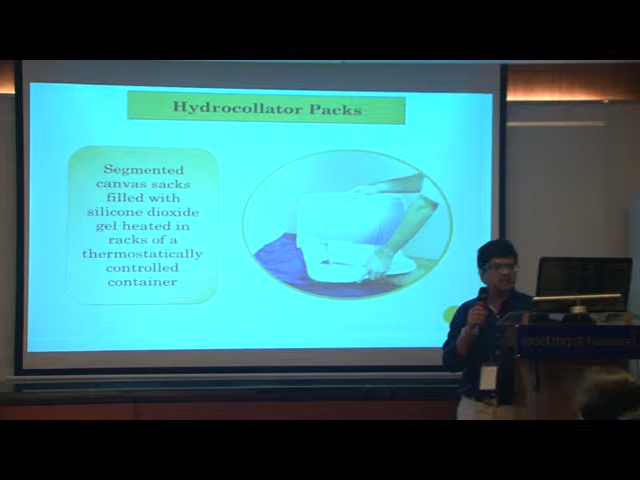 Hydrocollator Packs
Segmented
canvas sacks
filled with
silicone dioxide
gel heated in
racks of a
thermostatically
controlled
container